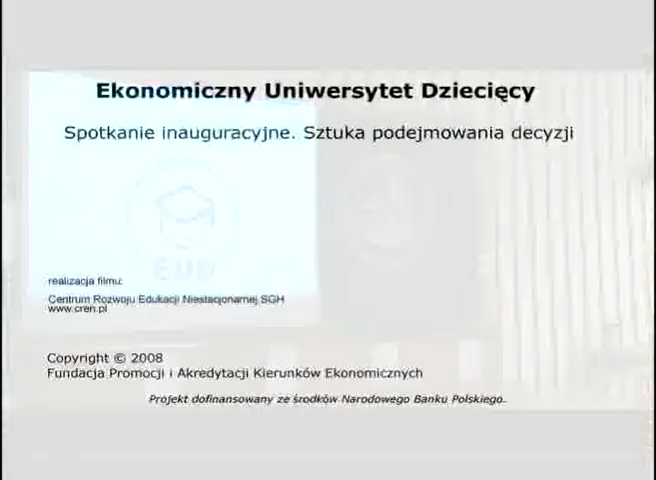 Ekonomiczny Uniwersytet Dziecięcy
Spotkanie inauguracyjne. Sztuka podejmowania decyzji
EUD
realizacja filmu:
Centrum Rozwoju Edukacji Niestacjonarnej SGH
www.cren.pl
Copyright © 2008
Fundacja Promocji i Akredytacji Kierunków Ekonomicznych
Projekt dofinansowany ze środków Narodowego Banku Polskiego.